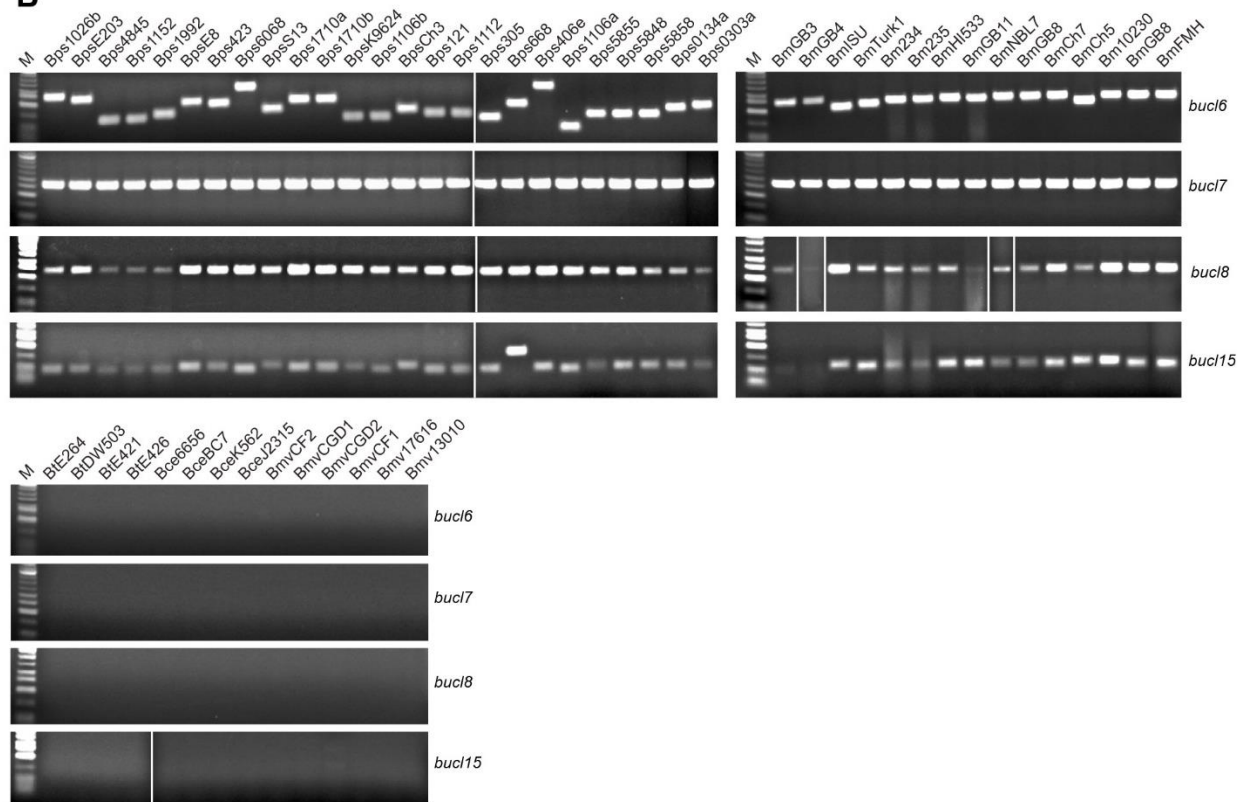 M Bps1026b BpsE203 Bps4845 Bps1152 Bps1992 BpsE8 Bps423 Bps6068 BpsS13 Bps1710a Bps1710b BpsK9624 Bps1106b BpsCh3 Bps121 Bps1112 Bps305 Bps668 Bps406e Bps1106a Bps5855 Bps5848 Bps5858 Bps0134a Bps0303a M BmGB3 BmGB4 BmISU BmTurk1 Bm234 Bm235 BmHI533 BmGB11 BmNBL7 BmGB8 BmCh7 BmCh5 Bm10230 BmGB8 BmFMH
bucl6
bucl7
bucl8
bucl15
M BtE264 BtDW503 BtE421 BtE426 Bce6656 BceBC7 BceK562 BceJ2315 BmvCF2 BmvCGD1 BmvCGD2 BmvCF1 Bmv17616 Bmv13010
bucl6
bucl7
bucl8
bucl15